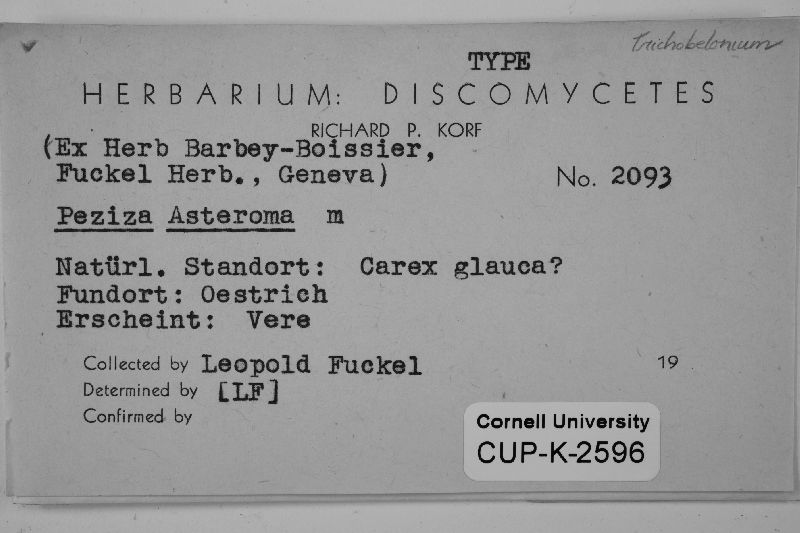 Trichobelonium
TYPE
HERBARIUM: DISCOMYCETES
RICHARD P. KORF
(Ex Herb Barbey-Boissier,
Fuckel Herb., Geneva)
No. 2093
Peziza Asteroma m
Natürl. Standort: Carex glauca?
Fundort: Oestrich
Erscheint: Vere
Collected by Leopold Fuckel 19
Determined by [LF]
Confirmed by
Cornell University
CUP-K-2596